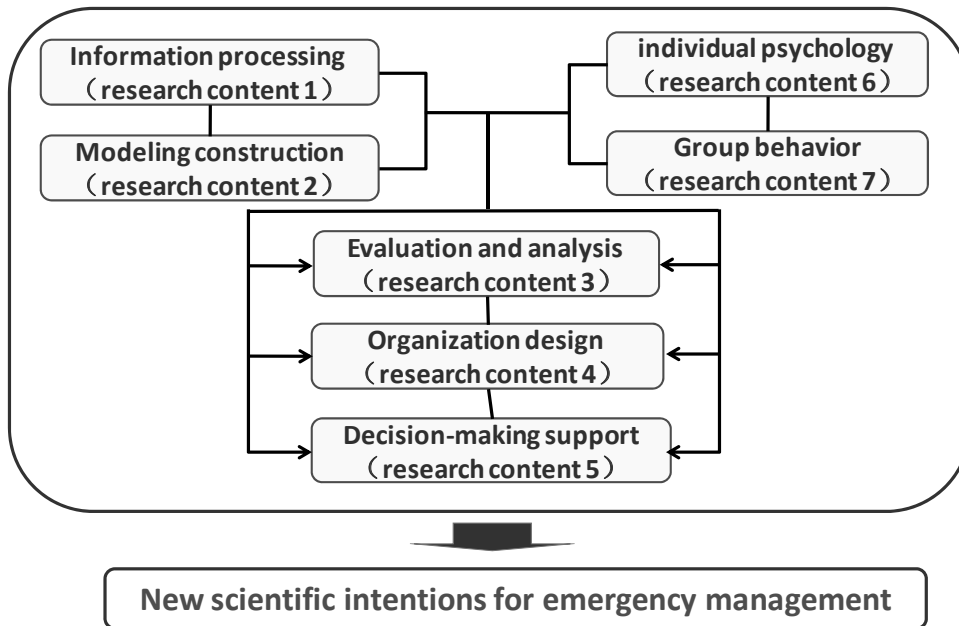 Information processing
（research content 1）
Modeling construction
（research content 2）
individual psychology
（research content 6）
Group behavior
（research content 7）
Evaluation and analysis
（research content 3）
Organization design
（research content 4）
Decision-making support
（research content 5）
New scientific intentions for emergency management